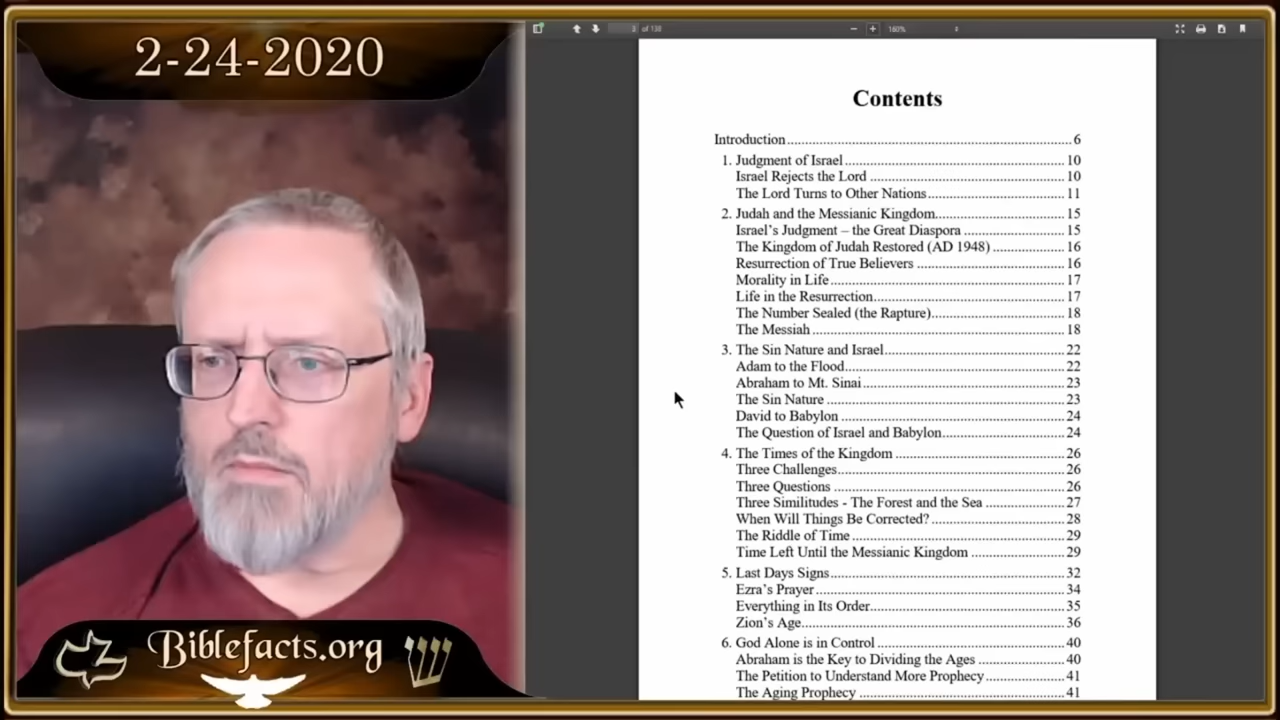 2-24-2020
3 of 138
160%
Contents
Introduction 6
1. Judgment of Israel 10
Israel Rejects the Lord 10
The Lord Turns to Other Nations 11
2. Judah and the Messianic Kingdom 15
Israel’s Judgment – the Great Diaspora 15
The Kingdom of Judah Restored (AD 1948) 16
Resurrection of True Believers 16
Morality in Life 17
Life in the Resurrection 17
The Number Sealed (the Rapture) 18
The Messiah 18
3. The Sin Nature and Israel 22
Adam to the Flood 22
Abraham to Mt. Sinai 23
The Sin Nature 23
David to Babylon 24
The Question of Israel and Babylon 24
4. The Times of the Kingdom 26
Three Challenges 26
Three Questions 26
Three Similitudes - The Forest and the Sea 27
When Will Things Be Corrected? 28
The Riddle of Time 29
Time Left Until the Messianic Kingdom 29
5. Last Days Signs 32
Ezra’s Prayer 34
Everything in Its Order 35
Zion’s Age 36
6. God Alone is in Control 40
Abraham is the Key to Dividing the Ages 40
The Petition to Understand More Prophecy 41
The Aging Prophecy 41
Biblefacts.org